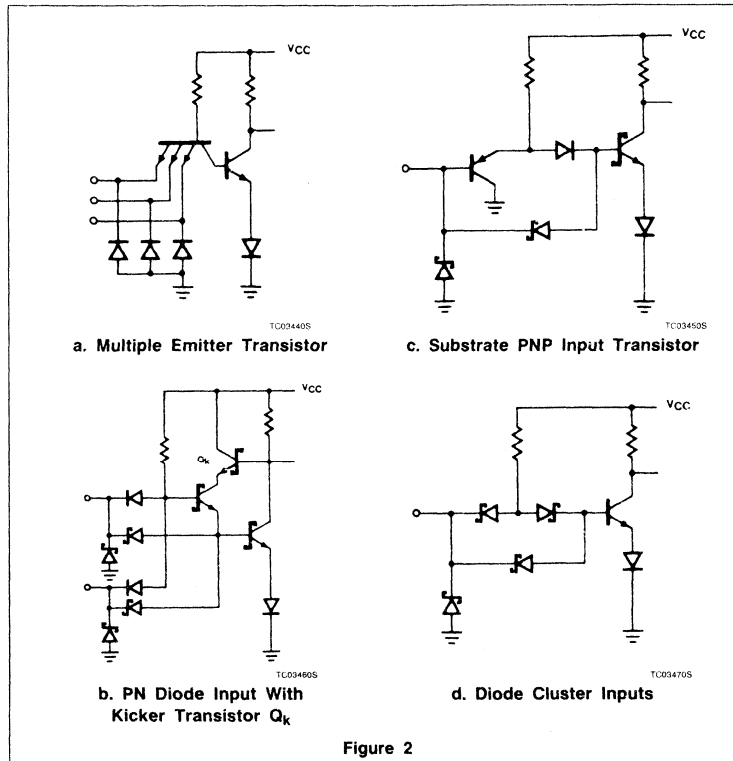 VCC
TC03440S
a. Multiple Emitter Transistor
VCC
TC03450S
c. Substrate PNP Input Transistor
VCC
Qk
TC03460S
b. PN Diode Input With
Kicker Transistor Qk
VCC
TC03470S
d. Diode Cluster Inputs
Figure 2